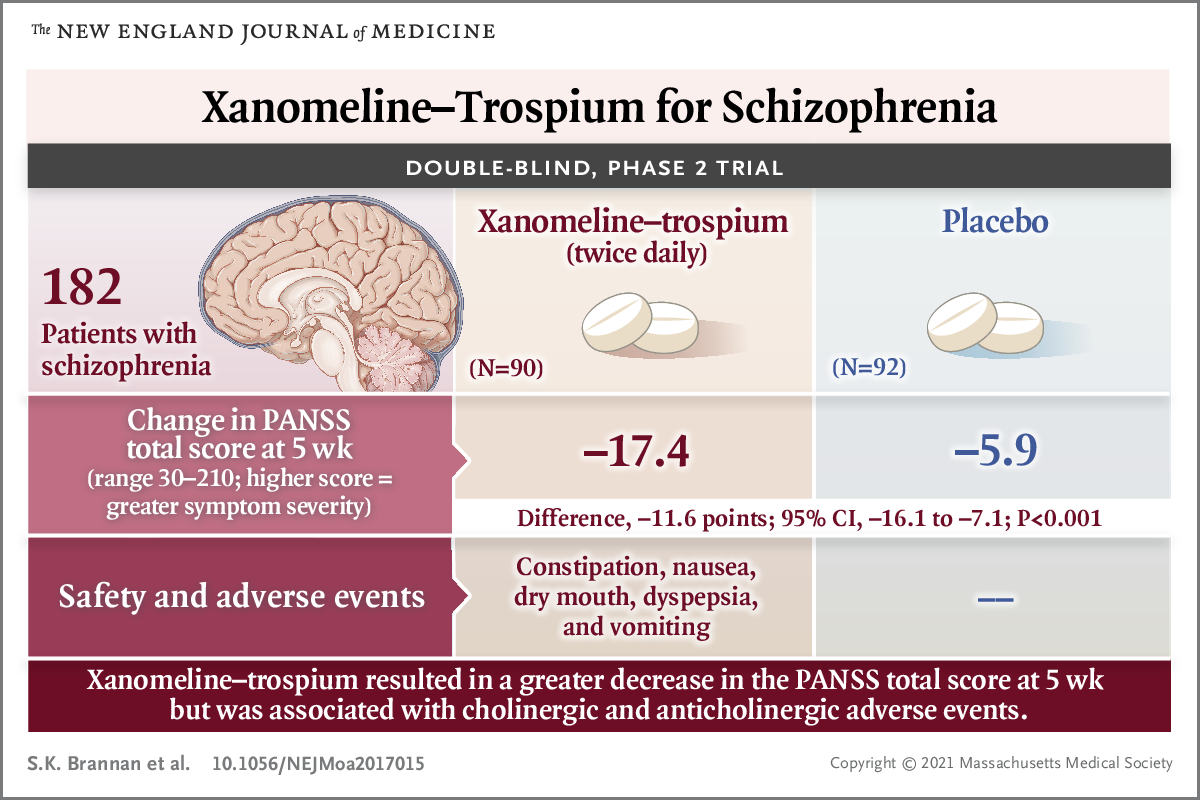 The NEW ENGLAND JOURNAL of MEDICINE
Xanomeline–Trospium for Schizophrenia
DOUBLE-BLIND, PHASE 2 TRIAL
182
Patients with
schizophrenia
Xanomeline–trospium
(twice daily)
(N=90)
Placebo
(N=92)
Change in PANSS
total score at 5 wk
(range 30–210; higher score =
greater symptom severity)
–17.4
–5.9
Difference, –11.6 points; 95% CI, –16.1 to –7.1; P<0.001
Safety and adverse events
Constipation, nausea,
dry mouth, dyspepsia,
and vomiting
—
Xanomeline–trospium resulted in a greater decrease in the PANSS total score at 5 wk
but was associated with cholinergic and anticholinergic adverse events.
S.K. Brannan et al. 10.1056/NEJMoa2017015
Copyright © 2021 Massachusetts Medical Society